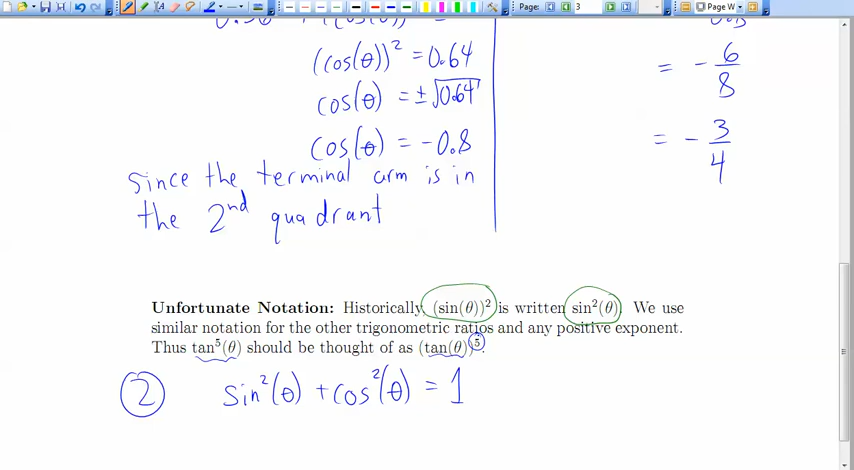 Page: 3 Page W
(cos(θ))² = 0.64
cos(θ) = ±√0.64
cos(θ) = -0.8
since the terminal arm is in
the 2nd quadrant
= - 6/8
= - 3/4
Unfortunate Notation: Historically, (sin(θ))² is written sin²(θ). We use
similar notation for the other trigonometric ratios and any positive exponent.
Thus tan⁵(θ) should be thought of as (tan(θ))⁵.
2 sin²(θ) + cos²(θ) = 1